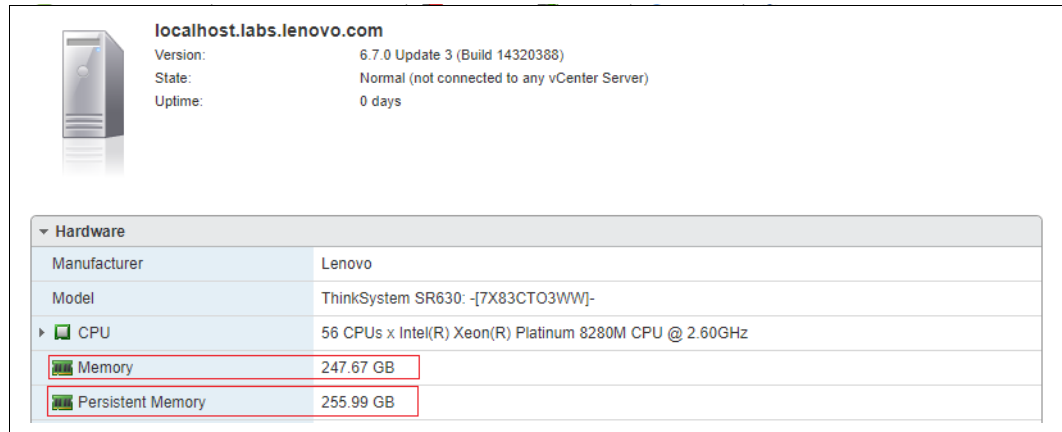 localhost.labs.lenovo.com
Version: 6.7.0 Update 3 (Build 14320388)
State: Normal (not connected to any vCenter Server)
Uptime: 0 days
Hardware
Manufacturer Lenovo
Model ThinkSystem SR630: -[7X83CTO3WW]-
CPU 56 CPUs x Intel(R) Xeon(R) Platinum 8280M CPU @ 2.60GHz
Memory 247.67 GB
Persistent Memory 255.99 GB